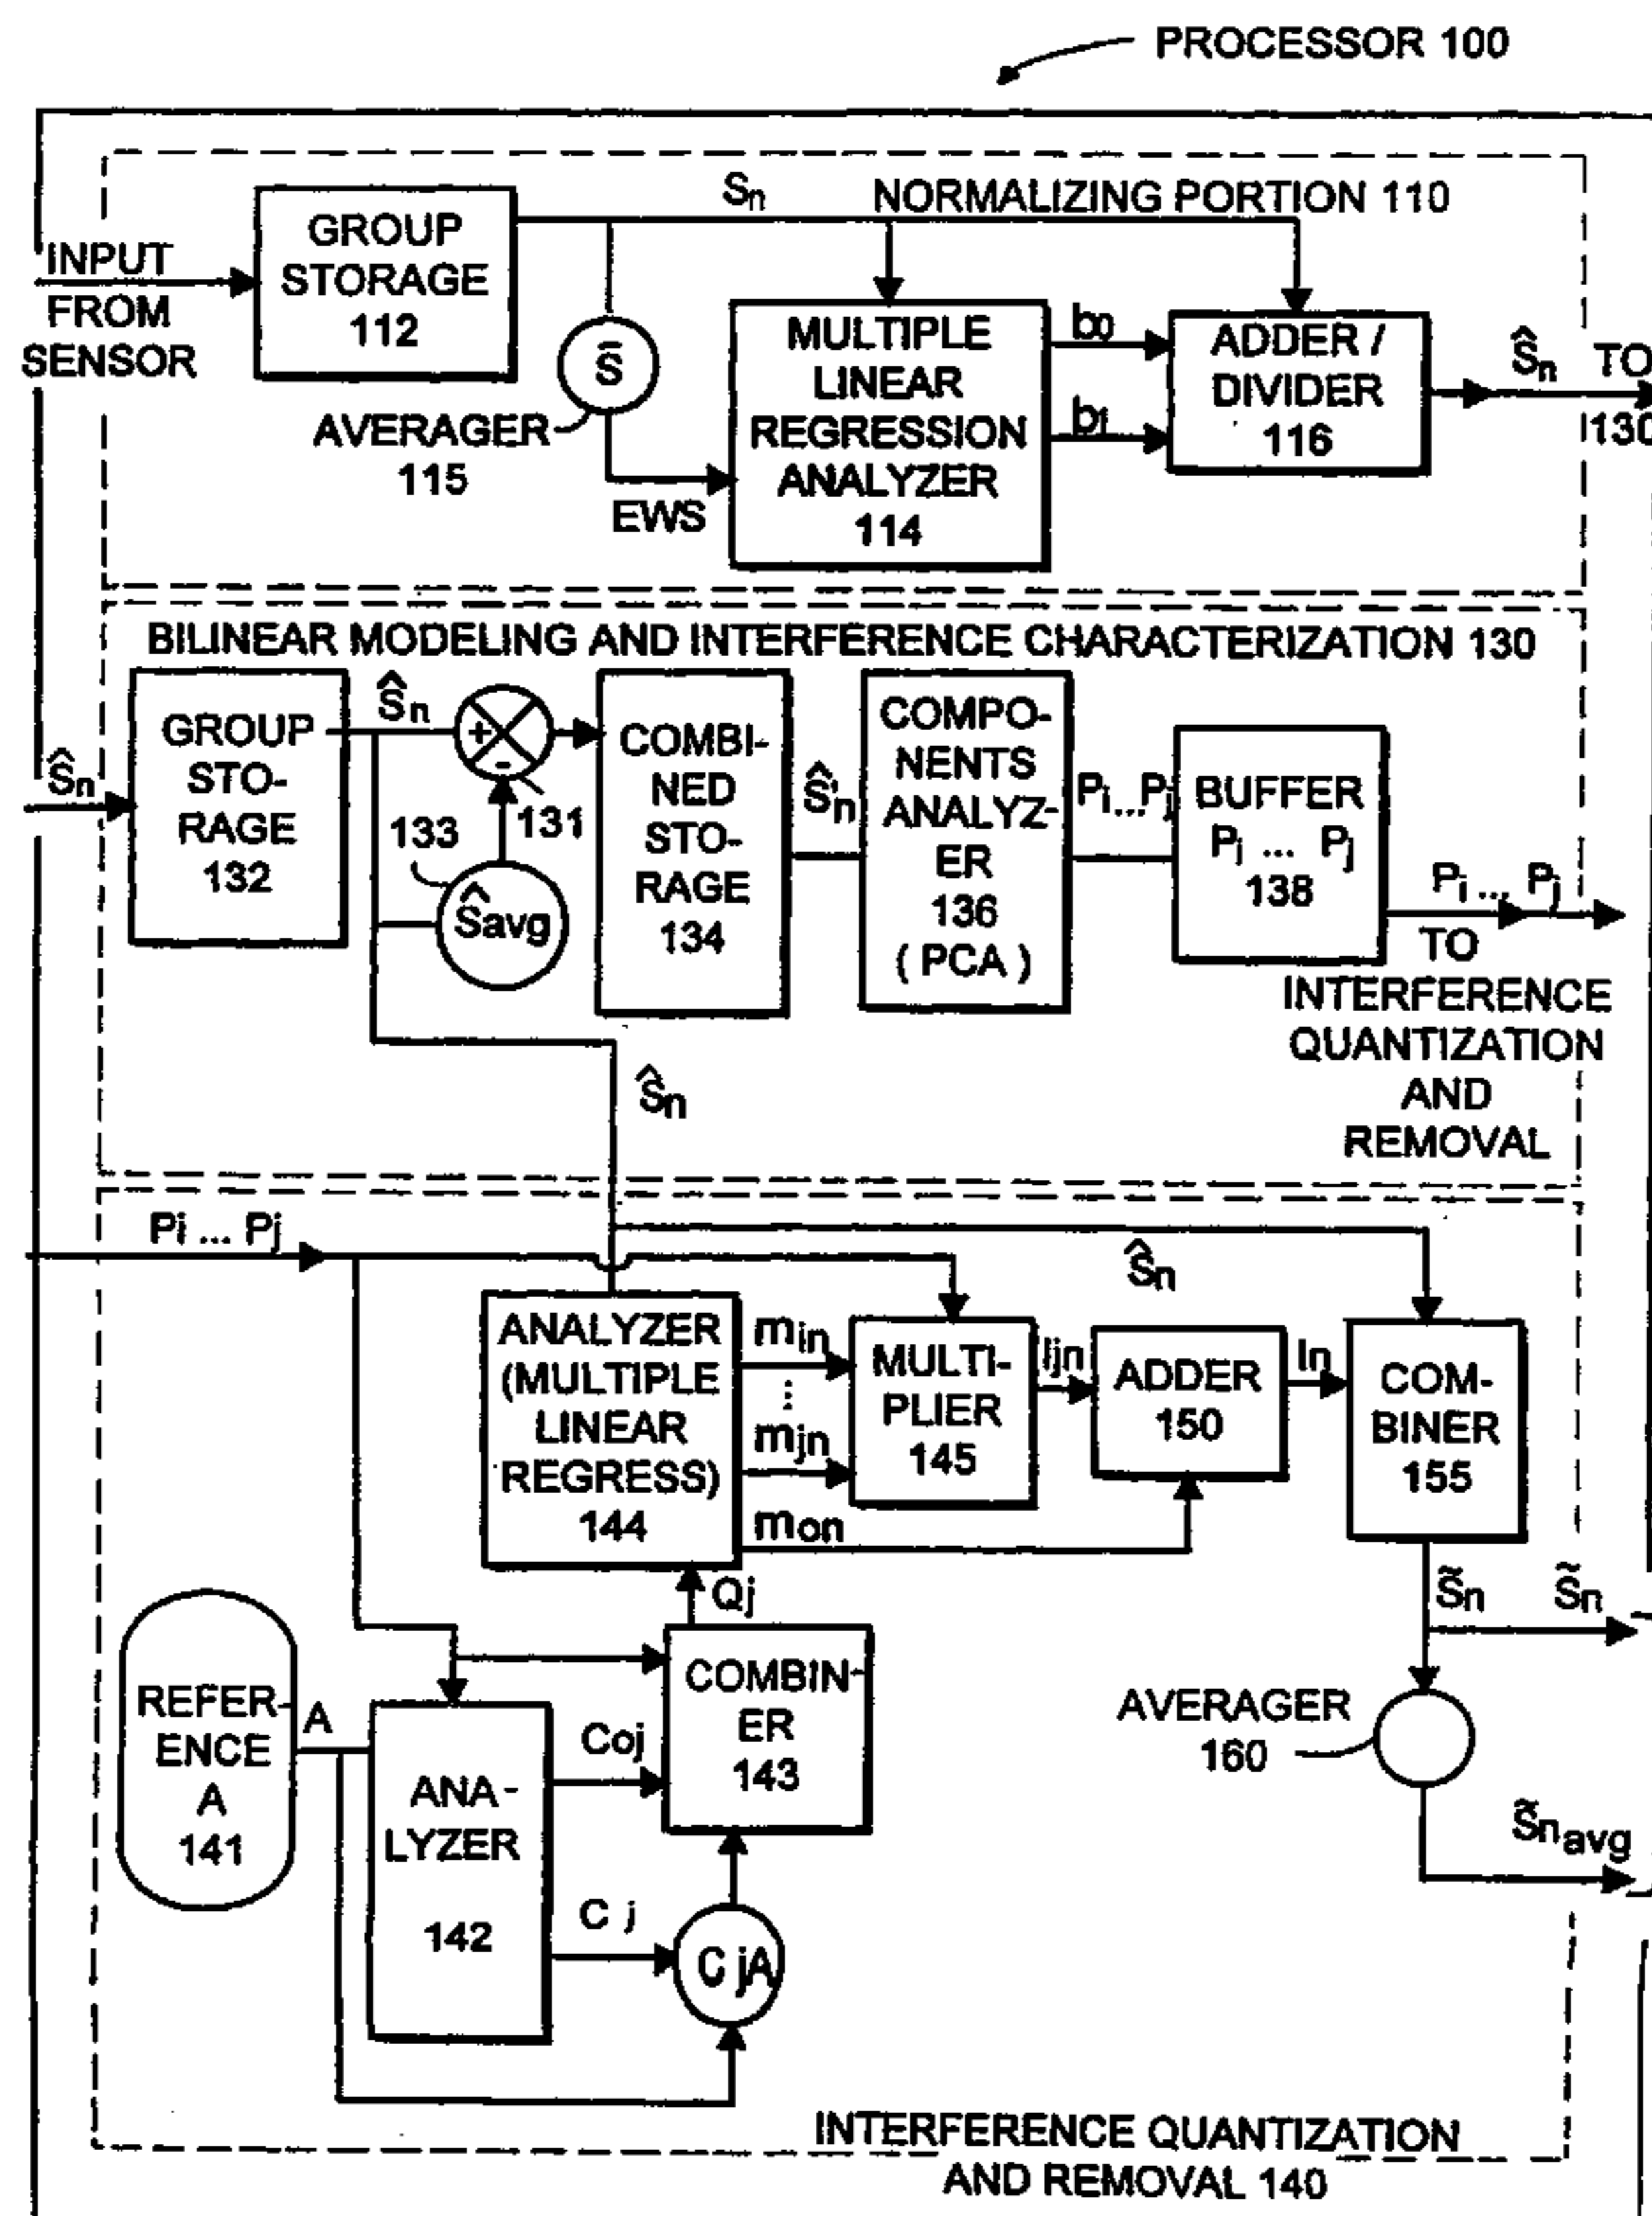 PROCESSOR 100
Sn
NORMALIZING PORTION 110
GROUP
STORAGE
112
INPUT
FROM
SENSOR
S̄
AVERAGER
115
EWS
MULTIPLE
LINEAR
REGRESSION
ANALYZER
114
b0
b1
ADDER /
DIVIDER
116
Ŝn
TO
130
BILINEAR MODELING AND INTERFERENCE CHARACTERIZATION 130
Ŝn
GROUP
STO-
RAGE
132
Ŝn
+
-
131
133
Ŝavg
COMBI-
NED
STO-
RAGE
134
Ŝ'n
COMPO-
NENTS
ANALYZ-
ER
136
( PCA )
Pi...Pj
BUFFER
Pi ... Pj
138
Pi ... Pj
TO
INTERFERENCE
QUANTIZATION
AND
REMOVAL
Ŝn
Pi ... Pj
Ŝn
ANALYZER
(MULTIPLE
LINEAR
REGRESS)
144
min
⋮
mjn
mon
MULTI-
PLIER
145
Ijn
ADDER
150
In
COM-
BINER
155
S̃n
S̃n
Qj
REFER-
ENCE
A
141
A
ANA-
LYZER
142
Coj
C j
COMBIN-
ER
143
C jA
AVERAGER
160
S̃navg
INTERFERENCE QUANTIZATION
AND REMOVAL 140